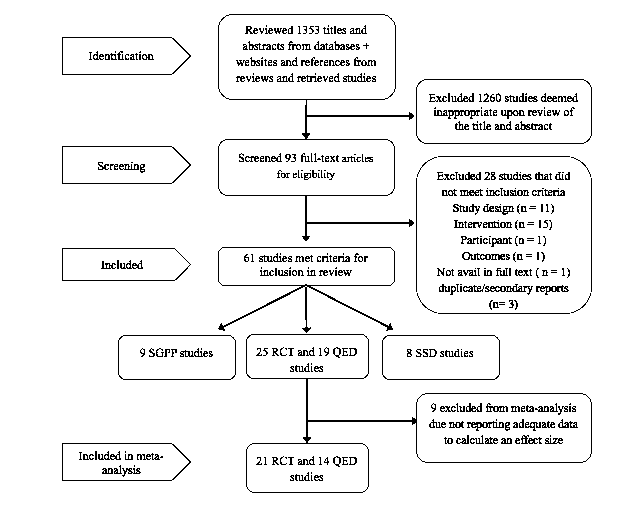 Identification
Reviewed 1353 titles and
abstracts from databases +
websites and references from
reviews and retrieved studies
Excluded 1260 studies deemed
inappropriate upon review of
the title and abstract
Screening
Screened 93 full-text articles
for eligibility
Excluded 28 studies that did
not meet inclusion criteria
Study design (n = 11)
Intervention (n = 15)
Participant (n = 1)
Outcomes (n = 1)
Not avail in full text ( n = 1)
duplicate/secondary reports
(n= 3)
Included
61 studies met criteria for
inclusion in review
9 SGPP studies
25 RCT and 19 QED
studies
8 SSD studies
9 excluded from meta-analysis
due not reporting adequate data
to calculate an effect size
Included in meta-
analysis
21 RCT and 14 QED
studies